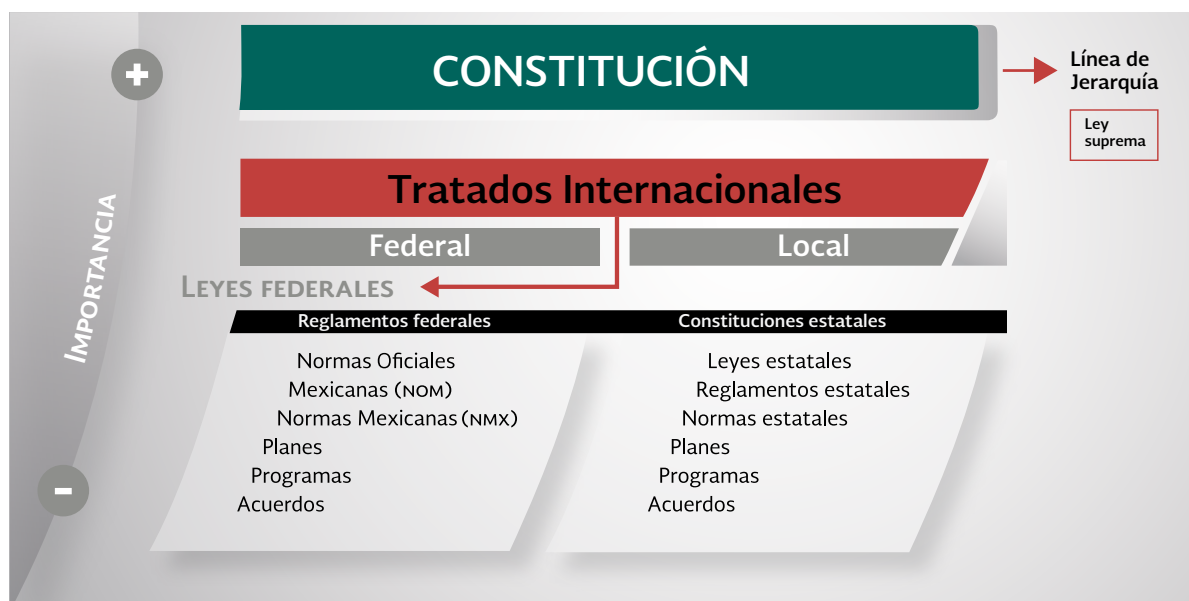 CONSTITUCIÓN
+
Línea de
Jerarquía
Ley
suprema
IMPORTANCIA
Tratados Internacionales
Federal
Local
LEYES FEDERALES
Reglamentos federales
Constituciones estatales
Normas Oficiales
Mexicanas (NOM)
Normas Mexicanas (NMX)
Planes
Programas
Acuerdos
Leyes estatales
Reglamentos estatales
Normas estatales
Planes
Programas
Acuerdos
-